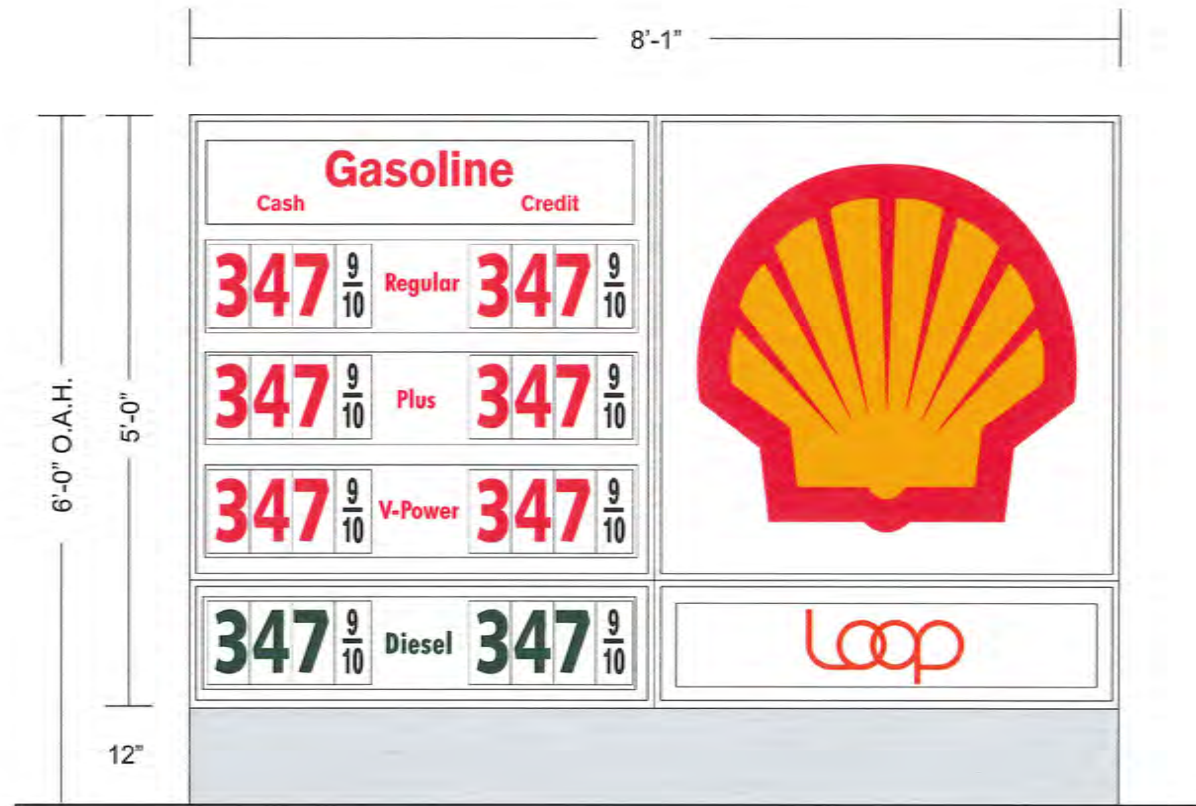 8'-1"
Gasoline
Cash Credit
347 9/10 Regular 347 9/10
347 9/10 Plus 347 9/10
347 9/10 V-Power 347 9/10
347 9/10 Diesel 347 9/10
Loop
6'-0" O.A.H.
5'-0"
12"